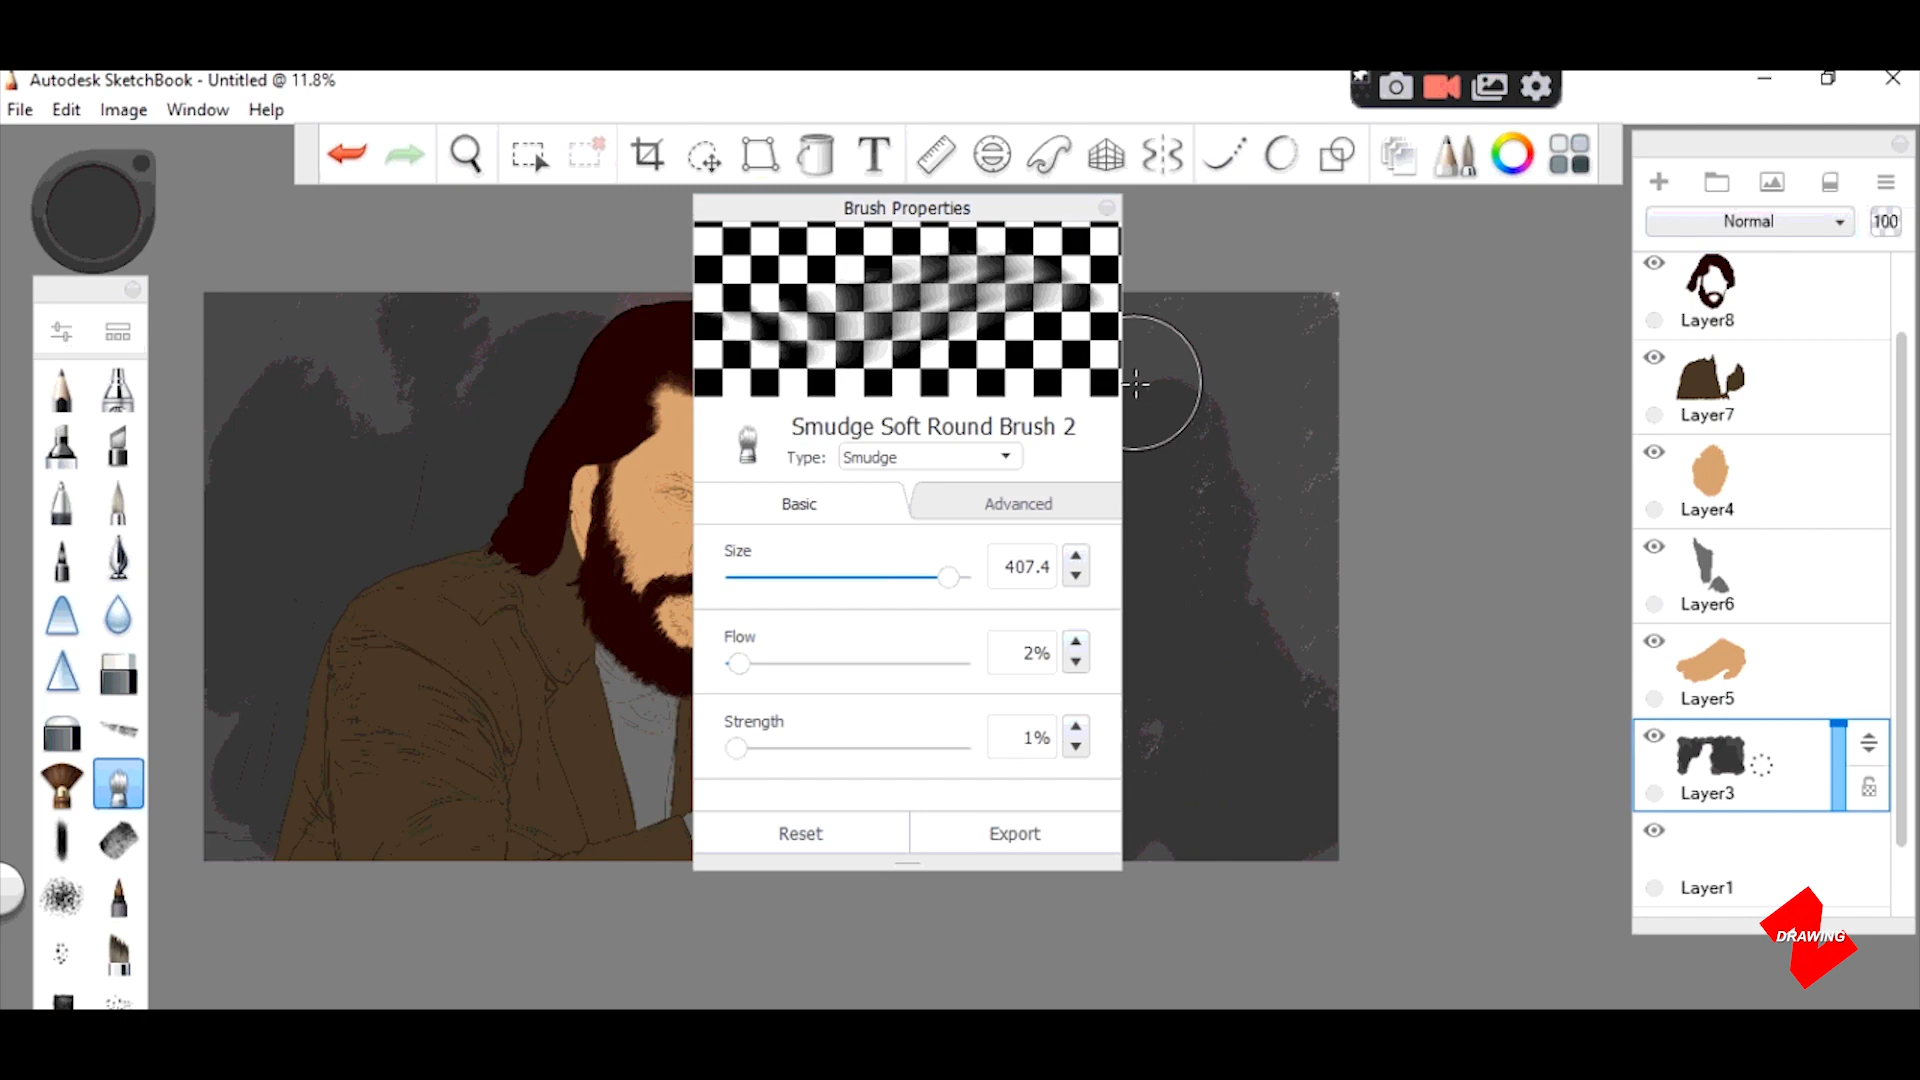 Autodesk SketchBook - Untitled @ 11.8%
File Edit Image Window Help
T
Brush Properties
Smudge Soft Round Brush 2
Type: Smudge
Basic Advanced
Size
407.4
Flow
2%
Strength
1%
Reset Export
Normal 100
Layer8
Layer7
Layer4
Layer6
Layer5
Layer3
Layer1
DRAWING